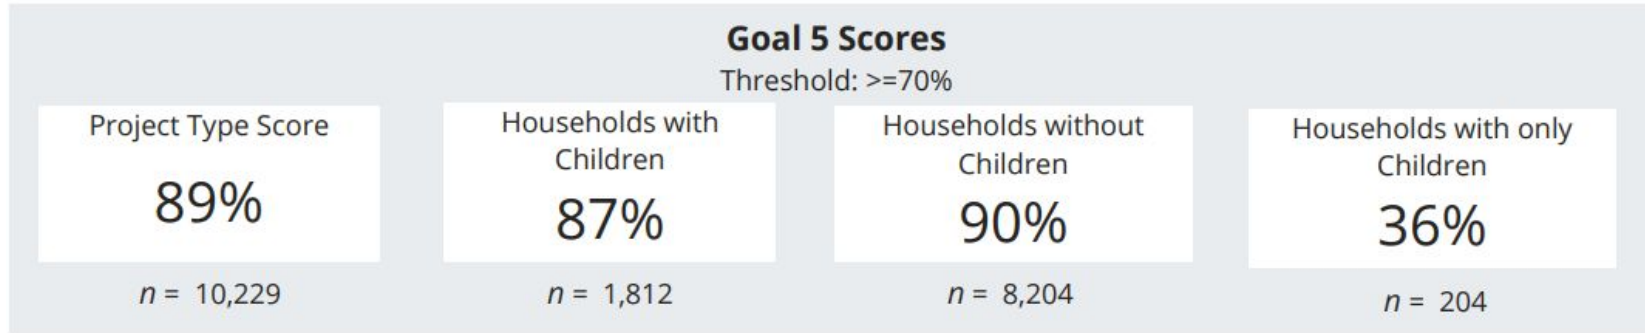 Goal 5 Scores
Threshold: >=70%
Project Type Score
89%
n = 10,229
Households with
Children
87%
n = 1,812
Households without
Children
90%
n = 8,204
Households with only
Children
36%
n = 204